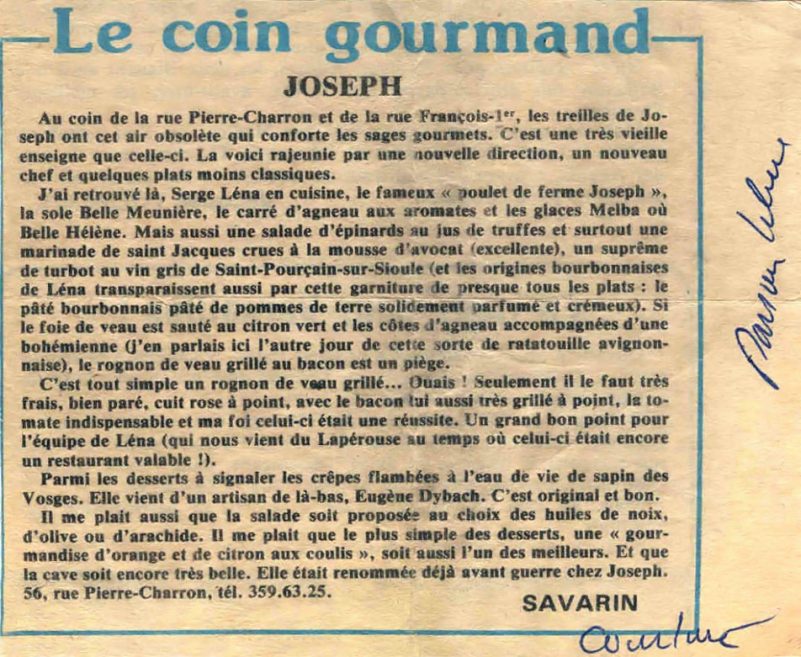 Le coin gourmand
JOSEPH
Au coin de la rue Pierre-Charron et de la rue François-1er, les treilles de Jo-
seph ont cet air obsolète qui conforte les sages gourmets. C'est une très vieille
enseigne que celle-ci. La voici rajeunie par une nouvelle direction, un nouveau
chef et quelques plats moins classiques.
J'ai retrouvé là, Serge Léna en cuisine, le fameux « poulet de ferme Joseph »,
la sole Belle Meunière, le carré d'agneau aux aromates et les glaces Melba où
Belle Hélène. Mais aussi une salade d'épinards au jus de truffes et surtout une
marinade de saint Jacques crues à la mousse d'avocat (excellente), un suprême
de turbot au vin gris de Saint-Pourçain-sur-Sioule (et les origines bourbonnaises
de Léna transparaissent aussi par cette garniture de presque tous les plats : le
pâté bourbonnais pâté de pommes de terre solidement parfumé et crémeux). Si
le foie de veau est sauté au citron vert et les côtes d'agneau accompagnées d'une
bohémienne (j'en parlais ici l'autre jour de cette sorte de ratatouille avignon-
naise), le rognon de veau grillé au bacon est un piège.
C'est tout simple un rognon de veau grillé... Ouais ! Seulement il le faut très
frais, bien paré, cuit rose à point, avec le bacon lui aussi très grillé à point, la to-
mate indispensable et ma foi celui-ci était une réussite. Un grand bon point pour
l'équipe de Léna (qui nous vient du Lapérouse au temps où celui-ci était encore
un restaurant valable !).
Parmi les desserts à signaler les crêpes flambées à l'eau de vie de sapin des
Vosges. Elle vient d'un artisan de là-bas, Eugène Dybach. C'est original et bon.
Il me plait aussi que la salade soit proposée au choix des huiles de noix,
d'olive ou d'arachide. Il me plait que le plus simple des desserts, une « gour-
mandise d'orange et de citron aux coulis », soit aussi l'un des meilleurs. Et que
la cave soit encore très belle. Elle était renommée déjà avant guerre chez Joseph.
56, rue Pierre-Charron, tél. 359.63.25.
SAVARIN